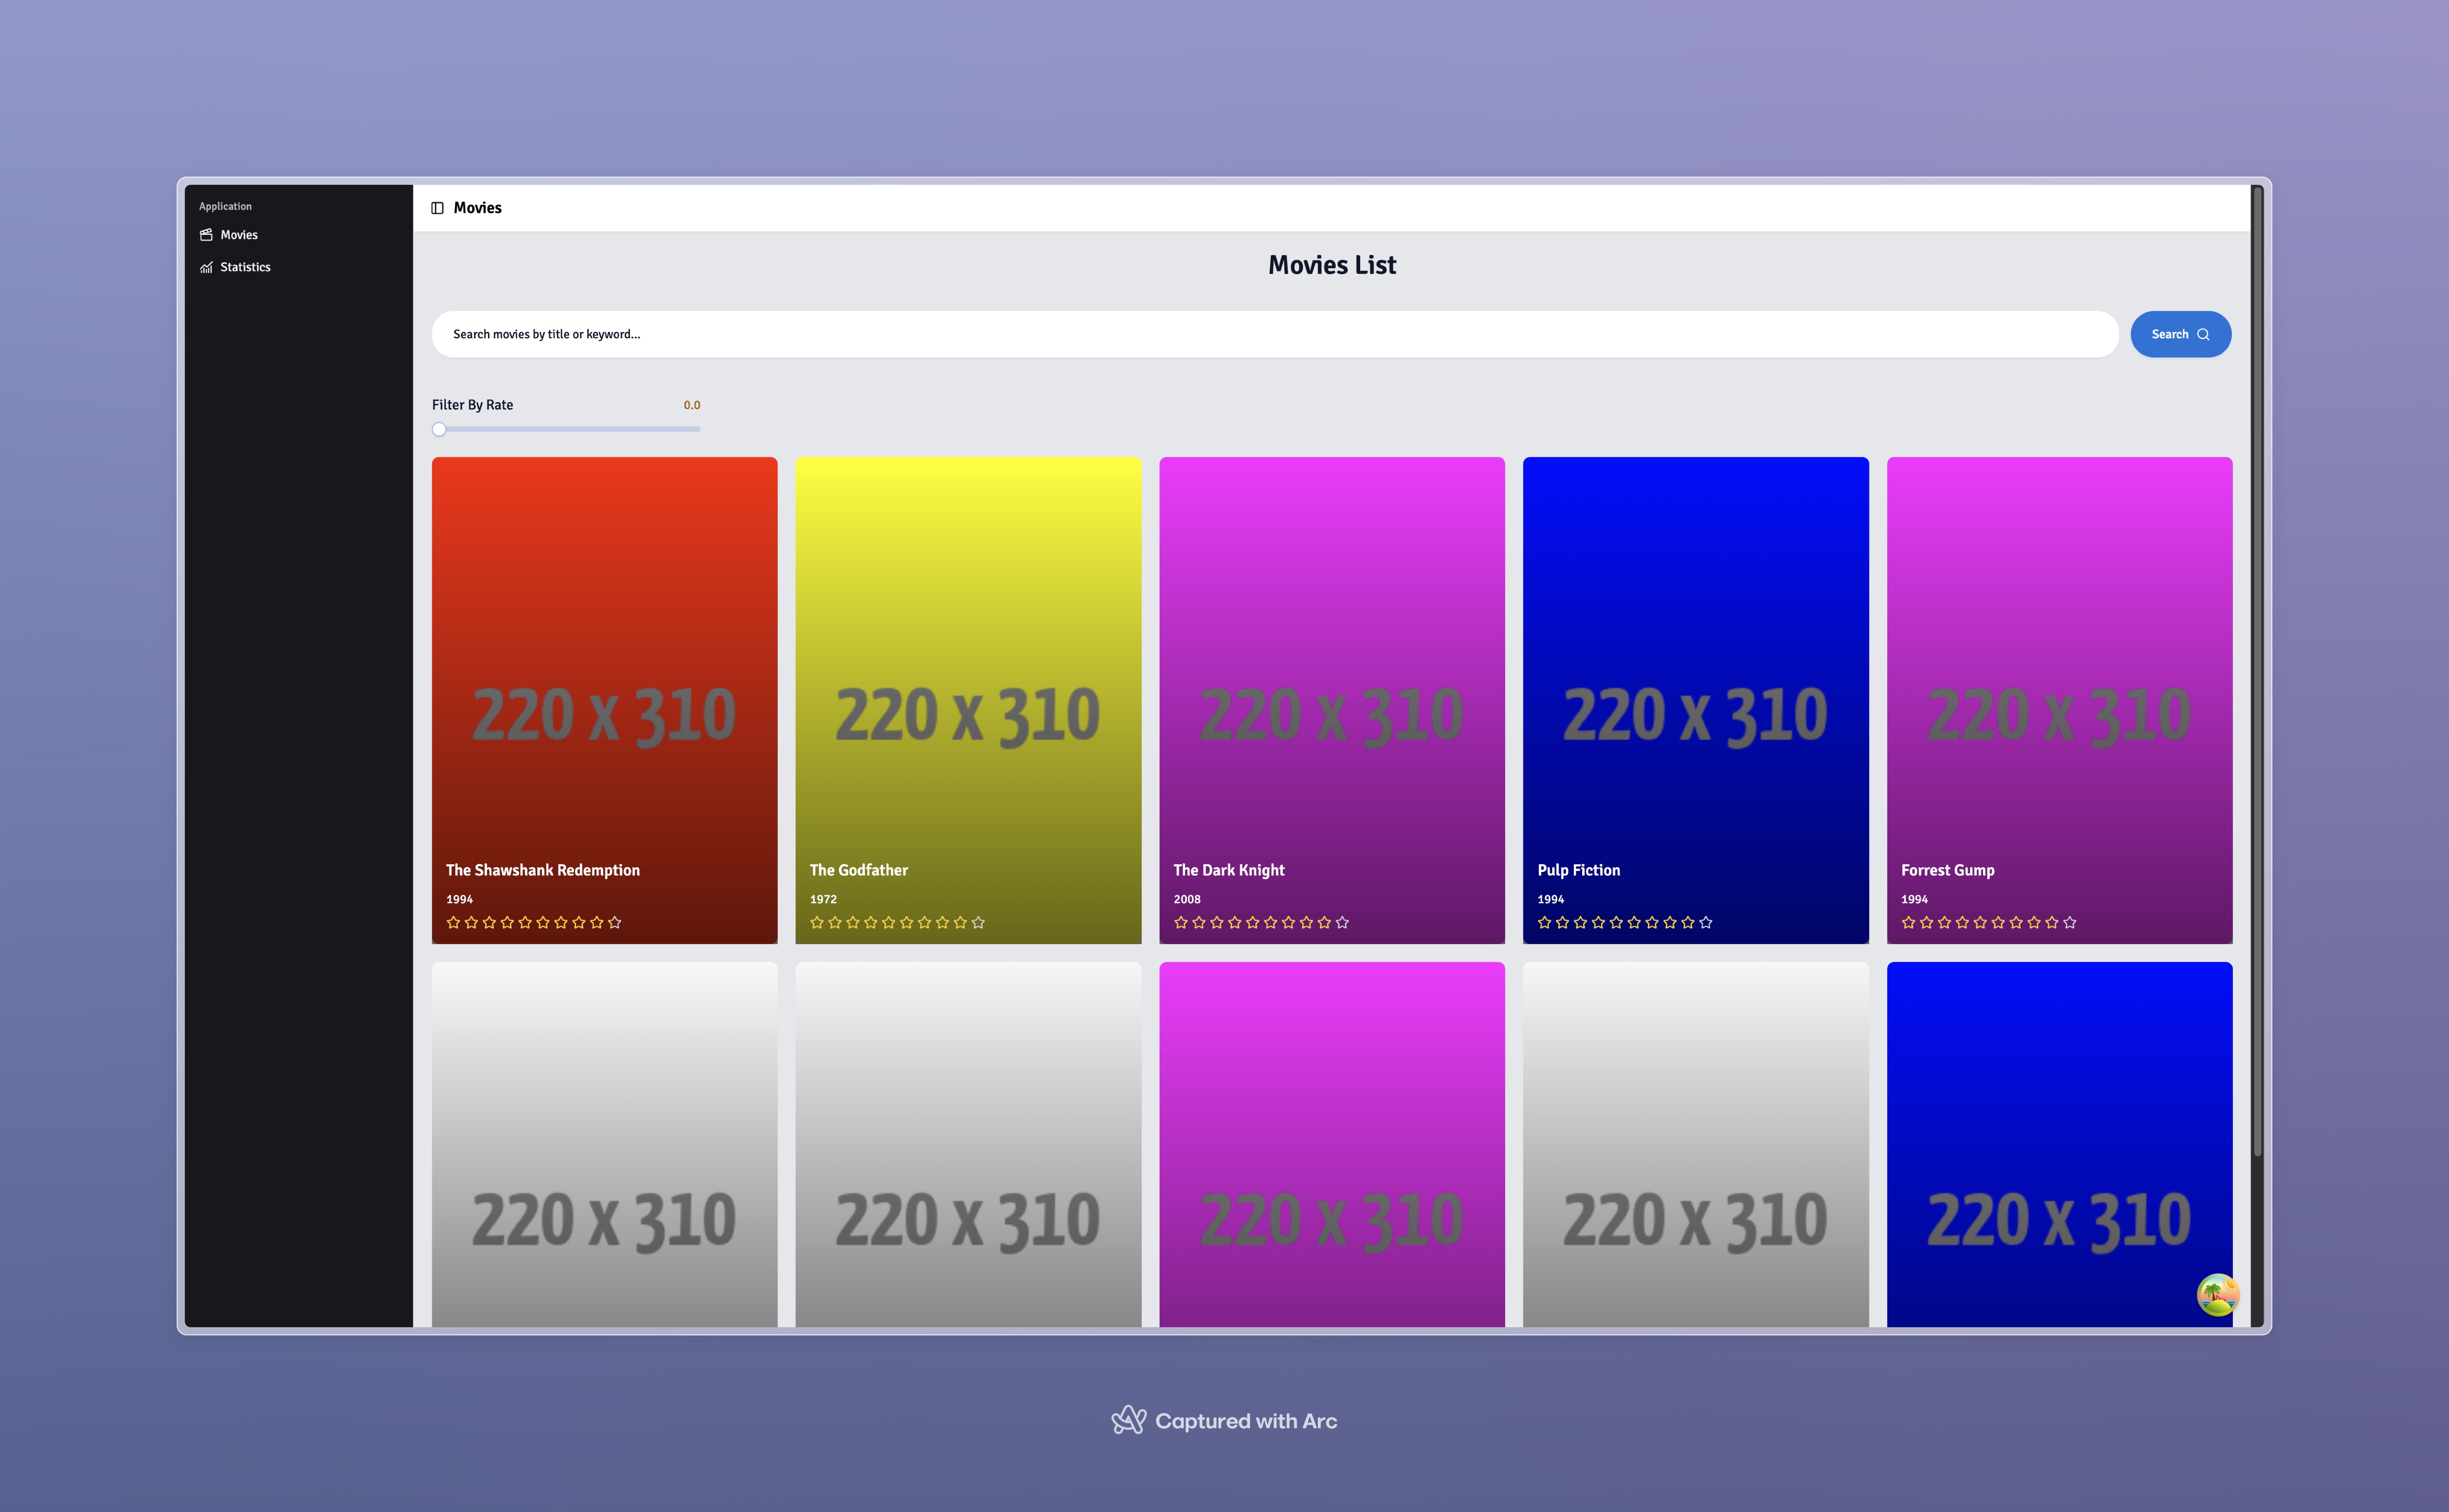 Application
Movies
Statistics
Movies
Movies List
Search movies by title or keyword...
Search
Filter By Rate
0.0
220 x 310
220 x 310
220 x 310
220 x 310
220 x 310
The Shawshank Redemption
1994
The Godfather
1972
The Dark Knight
2008
Pulp Fiction
1994
Forrest Gump
1994
220 x 310
220 x 310
220 x 310
220 x 310
220 x 310
Captured with Arc